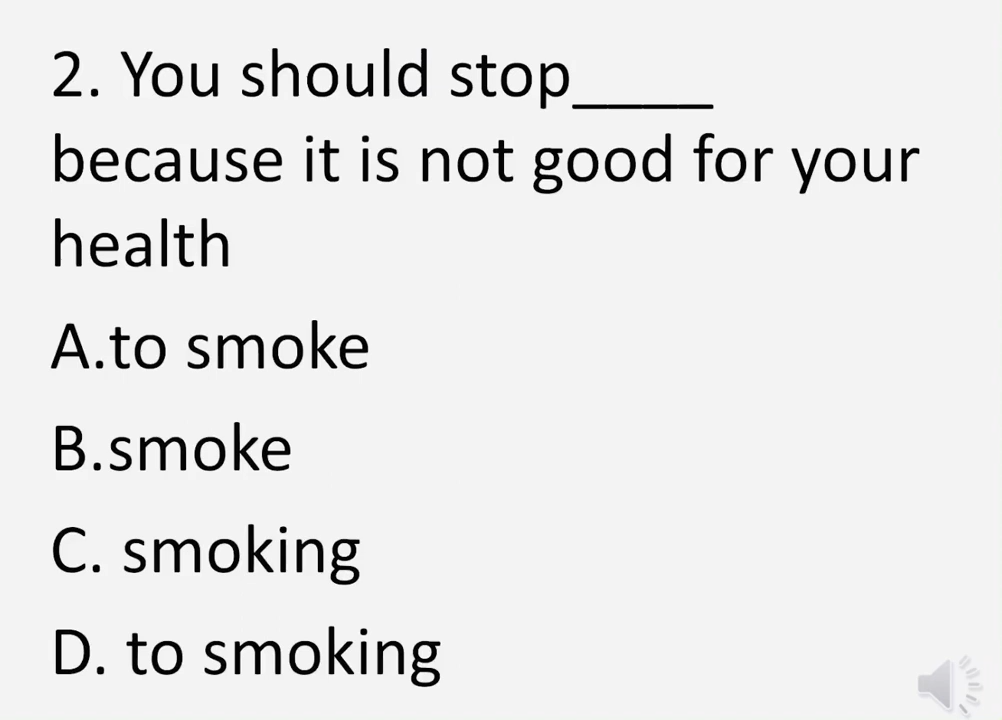 2. You should stop____
because it is not good for your
health
A.to smoke
B.smoke
C. smoking
D. to smoking